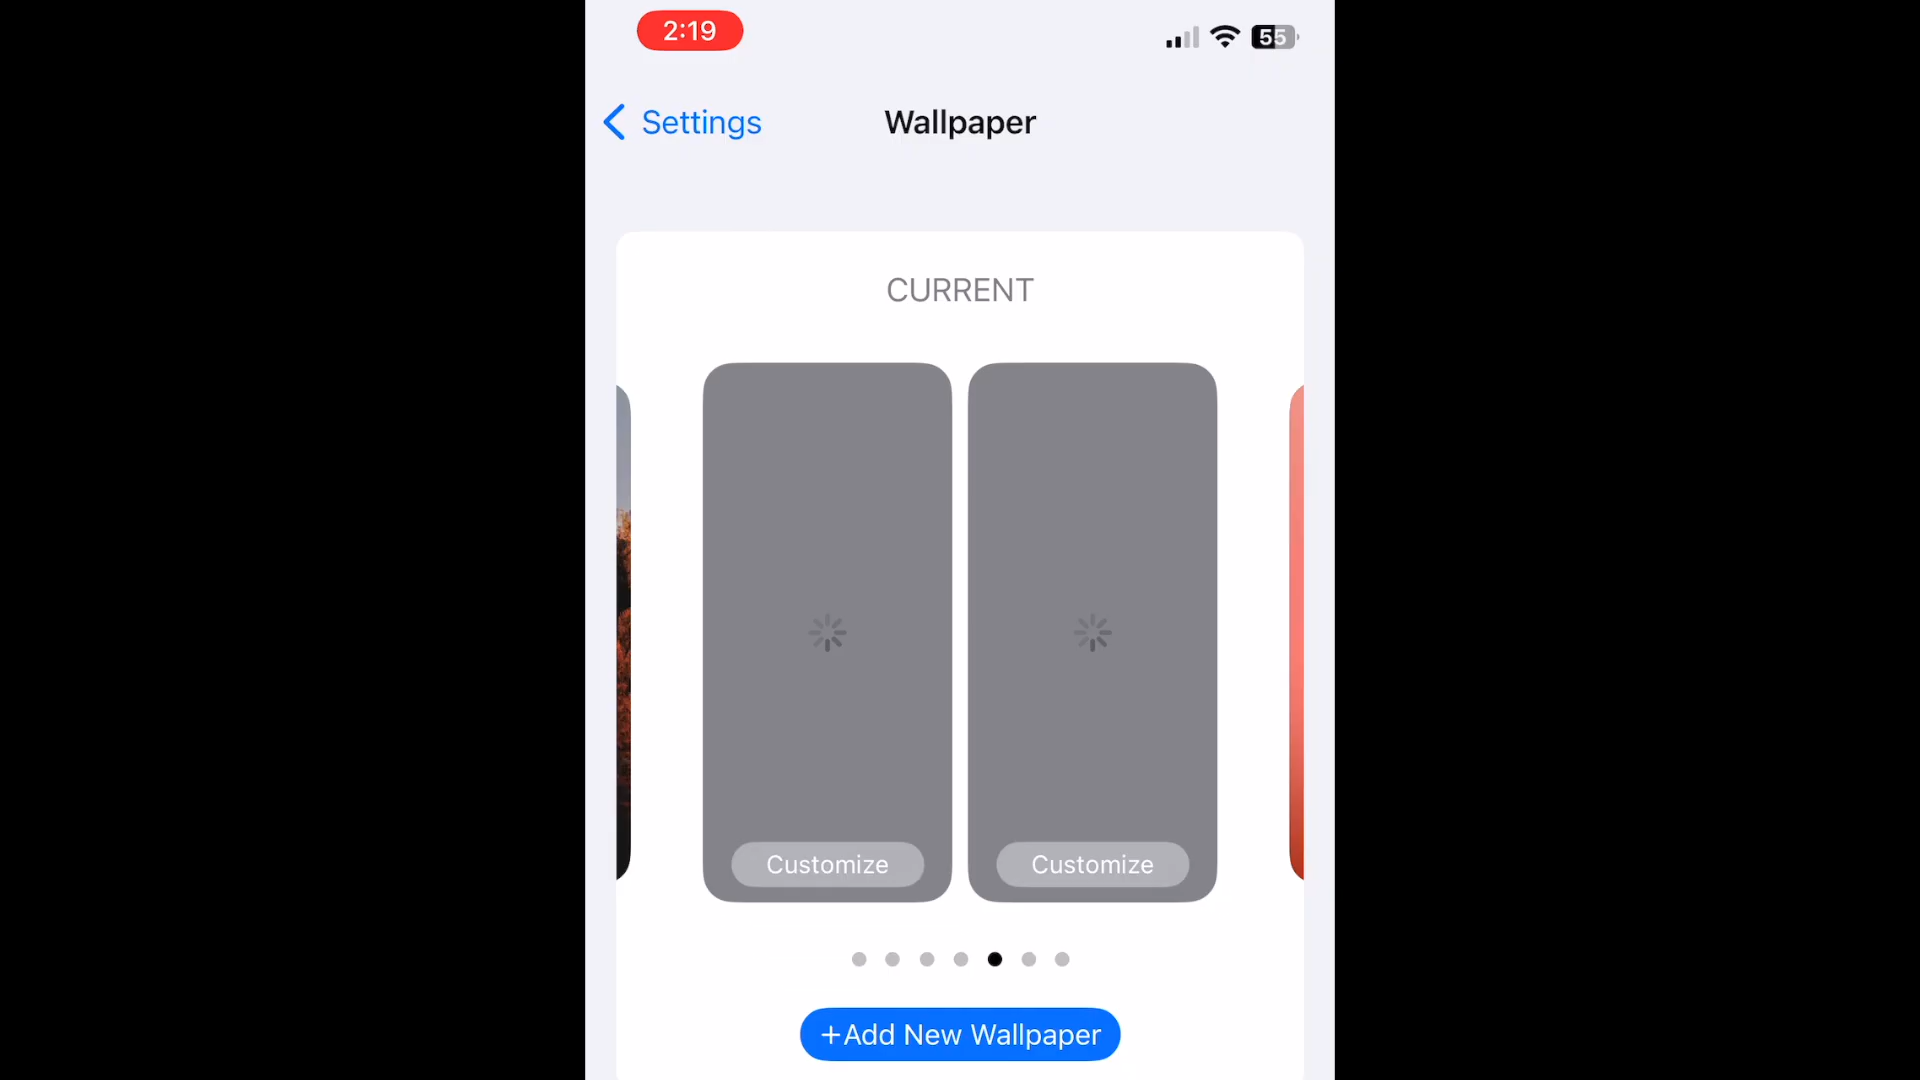 2:19
55
Settings
Wallpaper
CURRENT
Customize
Customize
+Add New Wallpaper